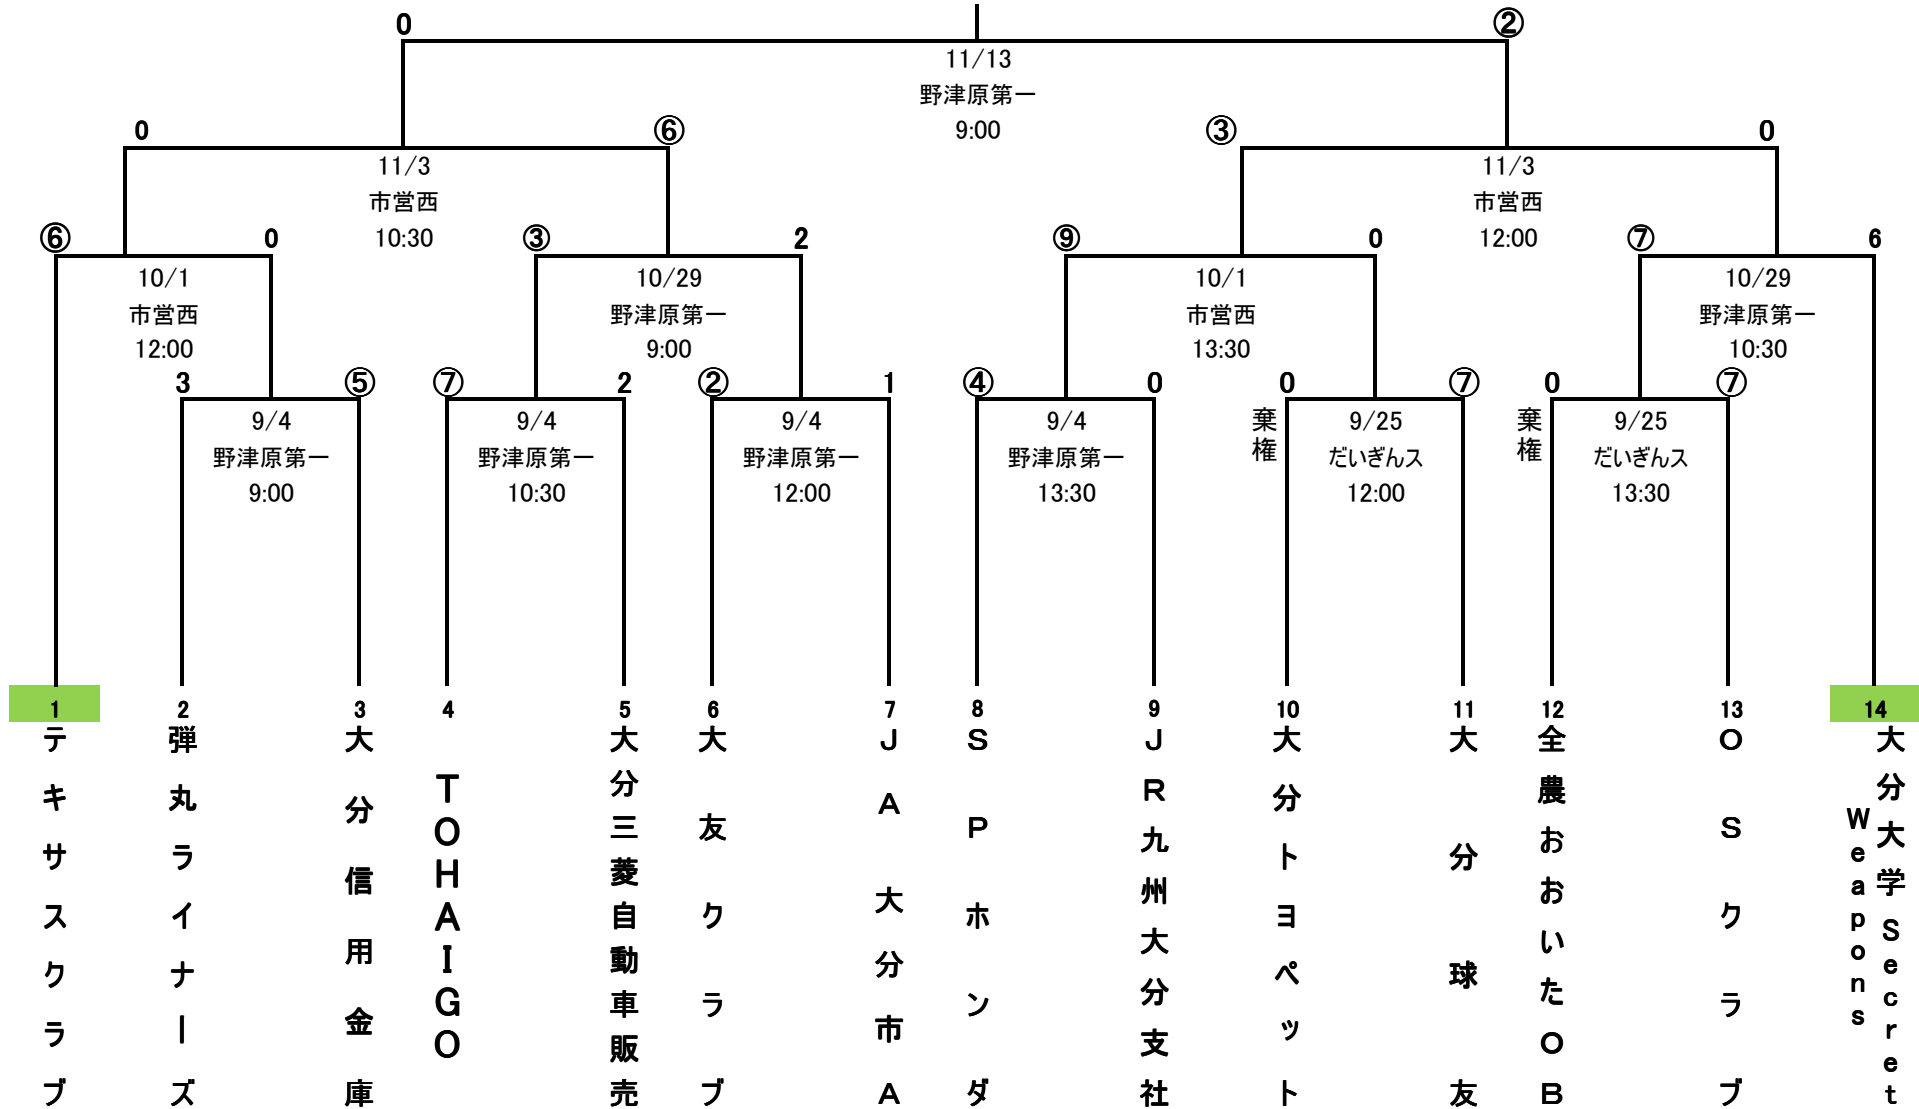 0 ②
11/13
野津原第一
9:00
0 ⑥ ③ 0
11/3
市営西
10:30
11/3
市営西
12:00
⑥ 0 ③ 2 ⑨ 0 ⑦ 6
10/1
市営西
12:00
10/29
野津原第一
9:00
10/1
市営西
13:30
10/29
野津原第一
10:30
3 ⑤ ⑦ 2 ② 1 ④ 0 0 ⑦ 0 ⑦
9/4
野津原第一
9:00
9/4
野津原第一
10:30
9/4
野津原第一
12:00
9/4
野津原第一
13:30
棄権
9/25
だいぎんス
12:00
棄権
9/25
だいぎんス
13:30
1
テキサスクラブ
2
弾丸ライナーズ
3
大分信用金庫
4
TOHAIGO
5
大分三菱自動車販売
6
大友クラブ
7
JA大分市A
8
SPホンダ
9
JR九州大分支社
10
大分トヨペット
11
大分球友
12
全農おおいたOB
13
OSクラブ
14
大分大学Secret
Weapons